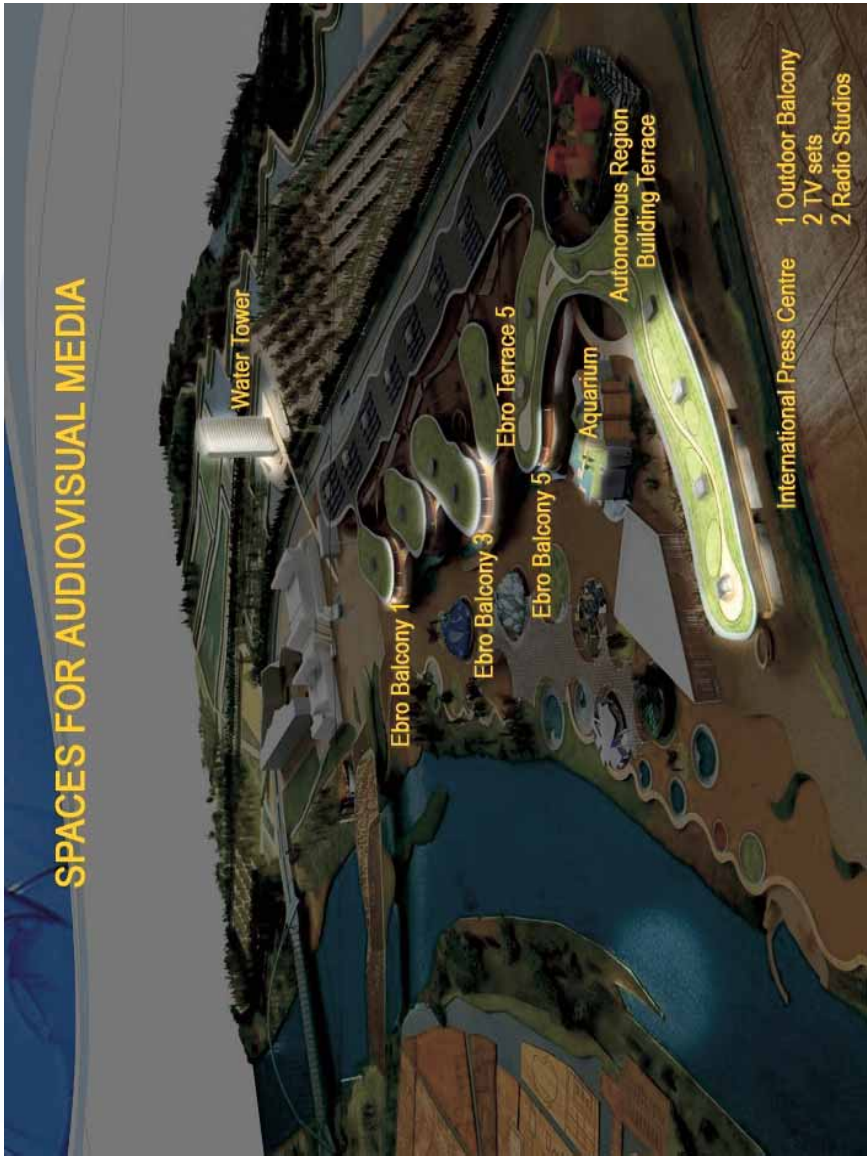 SPACES FOR AUDIOVISUAL MEDIA
Water Tower
Ebro Balcony 1
Ebro Balcony 3
Ebro Terrace 5
Ebro Balcony 5
Aquarium
Autonomous Region
Building Terrace
International Press Centre 1 Outdoor Balcony
2 TV sets
2 Radio Studios